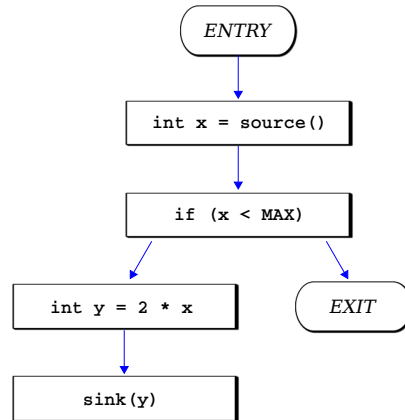 ENTRY
int x = source()
if (x < MAX)
int y = 2 * x
EXIT
sink(y)